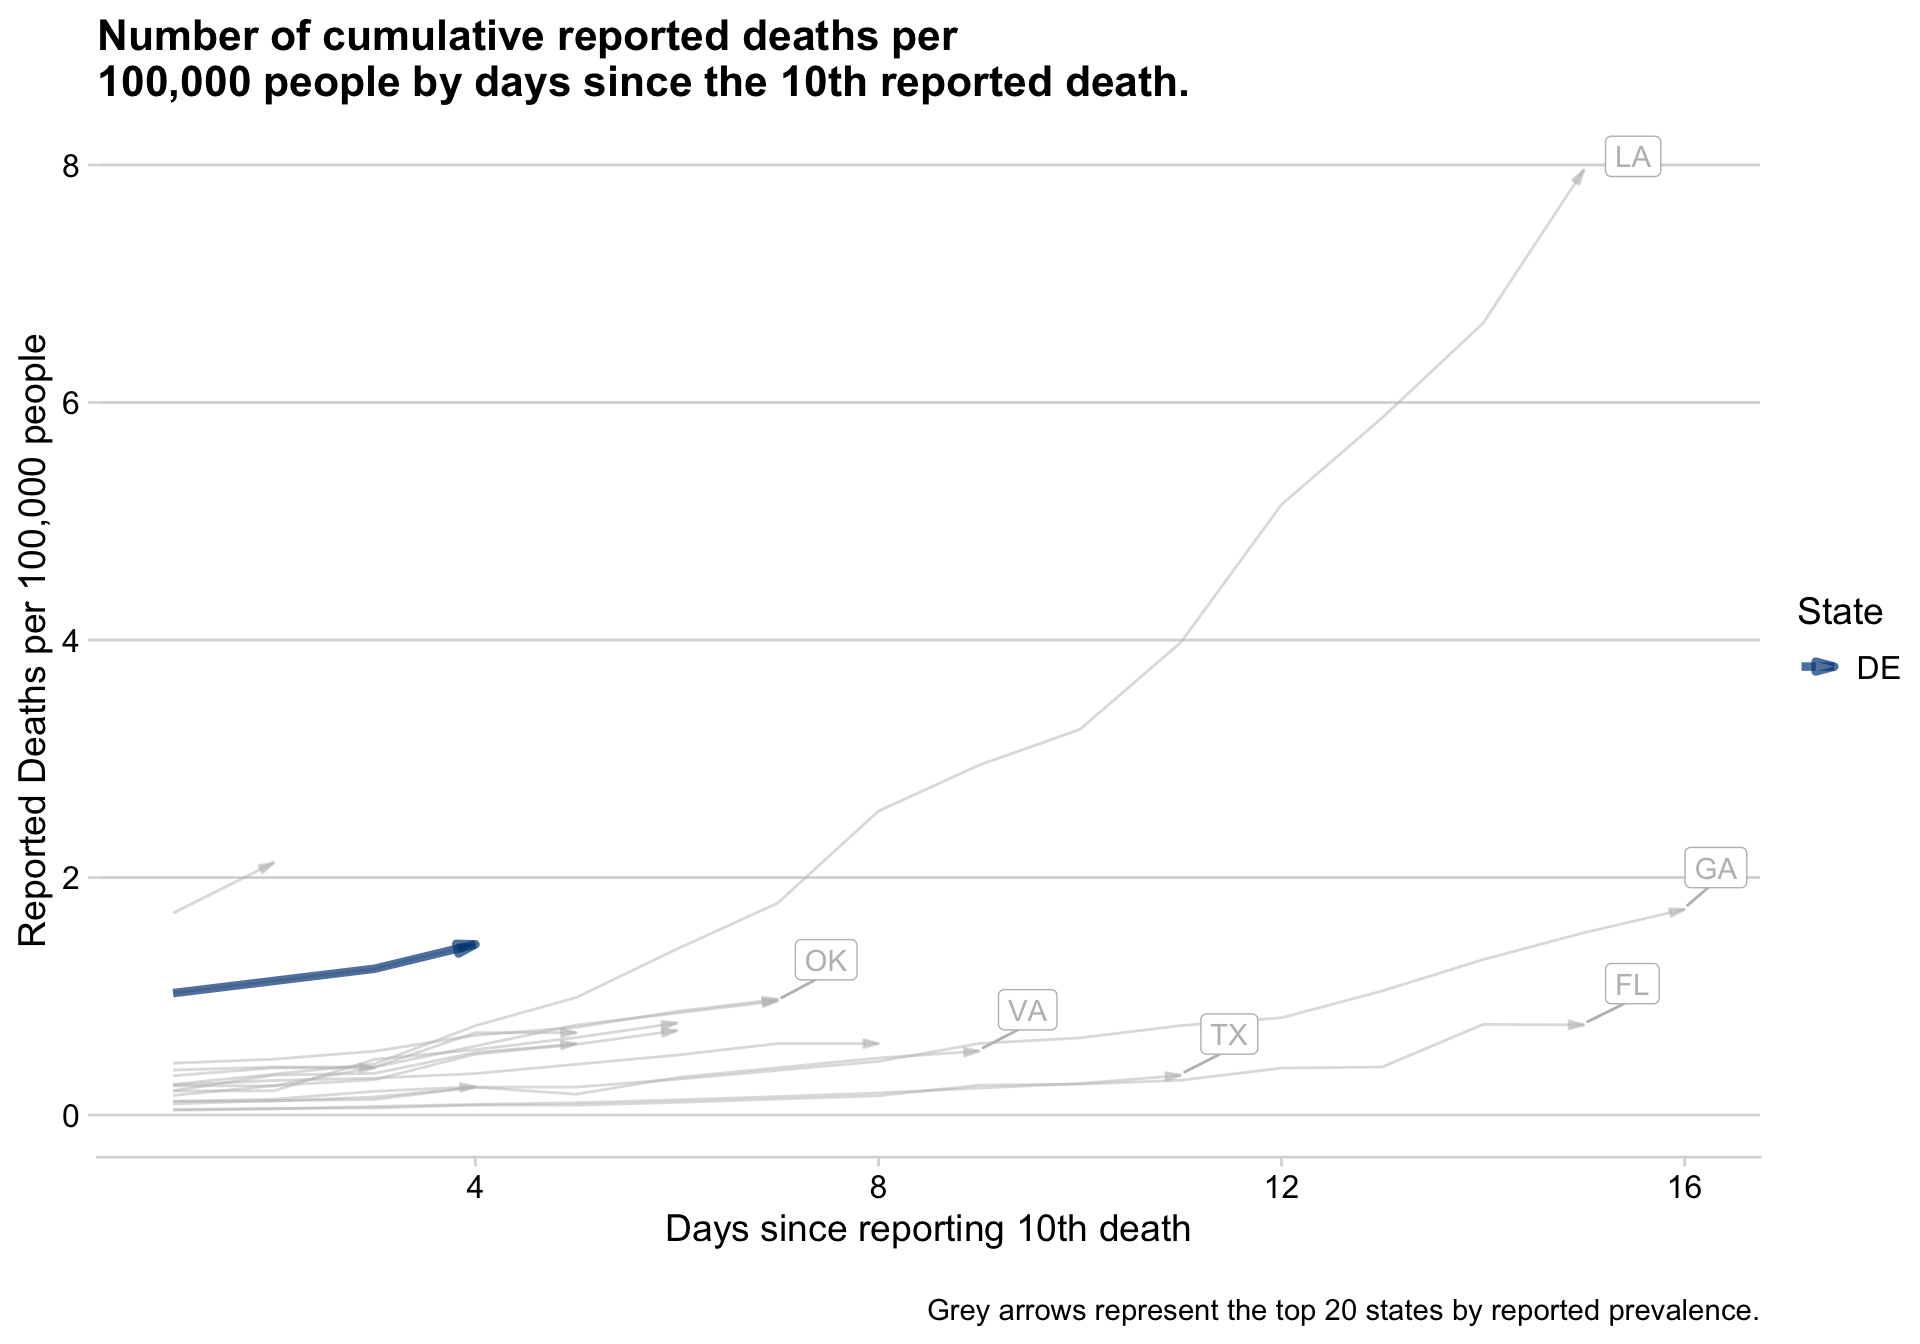 Number of cumulative reported deaths per
100,000 people by days since the 10th reported death.
Reported Deaths per 100,000 people
8
6
4
2
0
LA
GA
FL
OK
VA
TX
State
DE
4 8 12 16
Days since reporting 10th death
Grey arrows represent the top 20 states by reported prevalence.